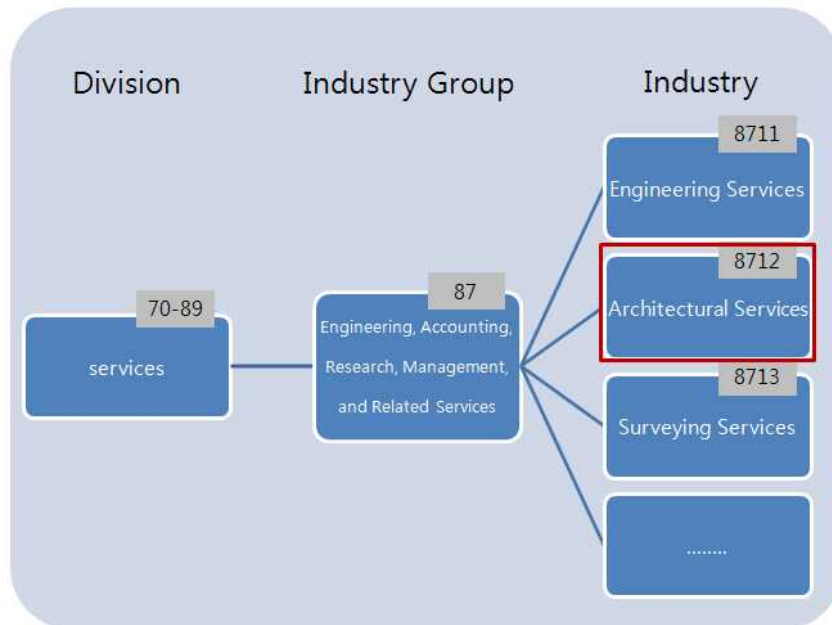 Division
Industry Group
Industry
70-89
services
87
Engineering, Accounting,
Research, Management,
and Related Services
8711
Engineering Services
8712
Architectural Services
8713
Surveying Services
........